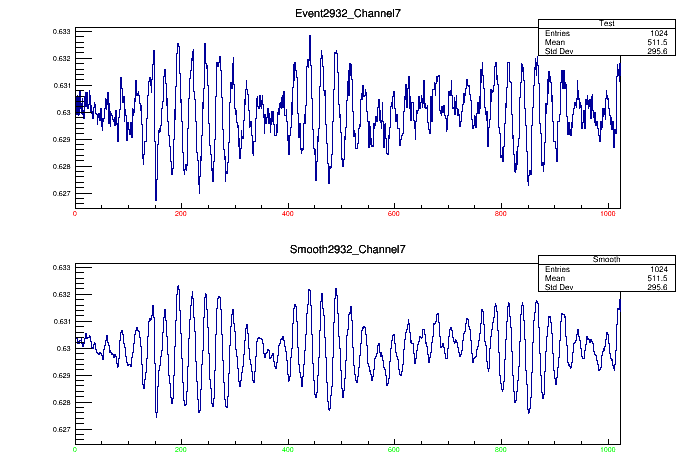 Event2932_Channel7
Test
Entries 1024
Mean 511.5
Std Dev 295.6
0.633
0.632
0.631
0.63
0.629
0.628
0.627
0 200 400 600 800 1000
Smooth2932_Channel7
Smooth
Entries 1024
Mean 511.5
Std Dev 295.6
0.633
0.632
0.631
0.63
0.629
0.628
0.627
0 200 400 600 800 1000